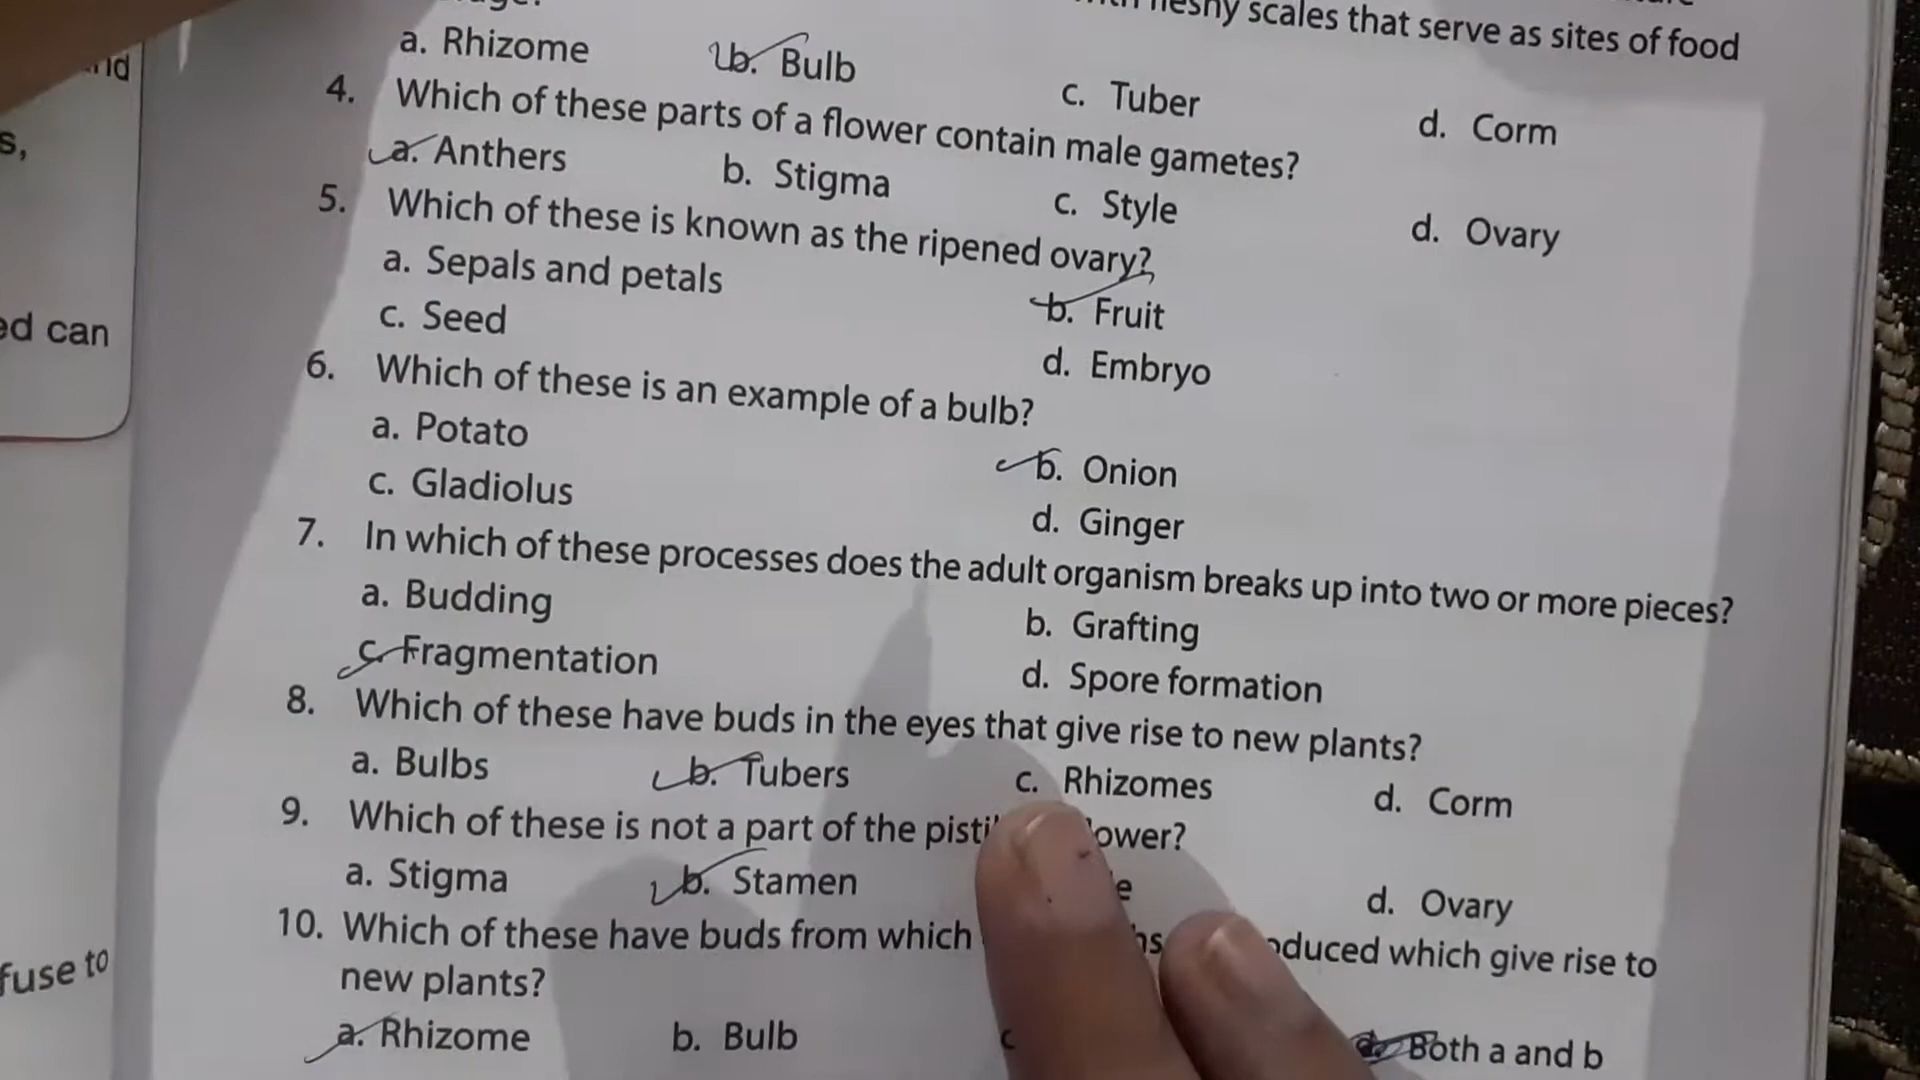 fleshy scales that serve as sites of food
a. Rhizome b. Bulb c. Tuber d. Corm
4. Which of these parts of a flower contain male gametes?
a. Anthers b. Stigma c. Style d. Ovary
5. Which of these is known as the ripened ovary?
a. Sepals and petals b. Fruit
c. Seed d. Embryo
6. Which of these is an example of a bulb?
a. Potato b. Onion
c. Gladiolus d. Ginger
7. In which of these processes does the adult organism breaks up into two or more pieces?
a. Budding b. Grafting
c. Fragmentation d. Spore formation
8. Which of these have buds in the eyes that give rise to new plants?
a. Bulbs b. Tubers c. Rhizomes d. Corm
9. Which of these is not a part of the
a. Stigma b. Stamen d. Ovary
10. Which of these have buds from which which give rise to
new plants?
a. Rhizome b. Bulb d. Both a and b
s,
ed can
fuse to